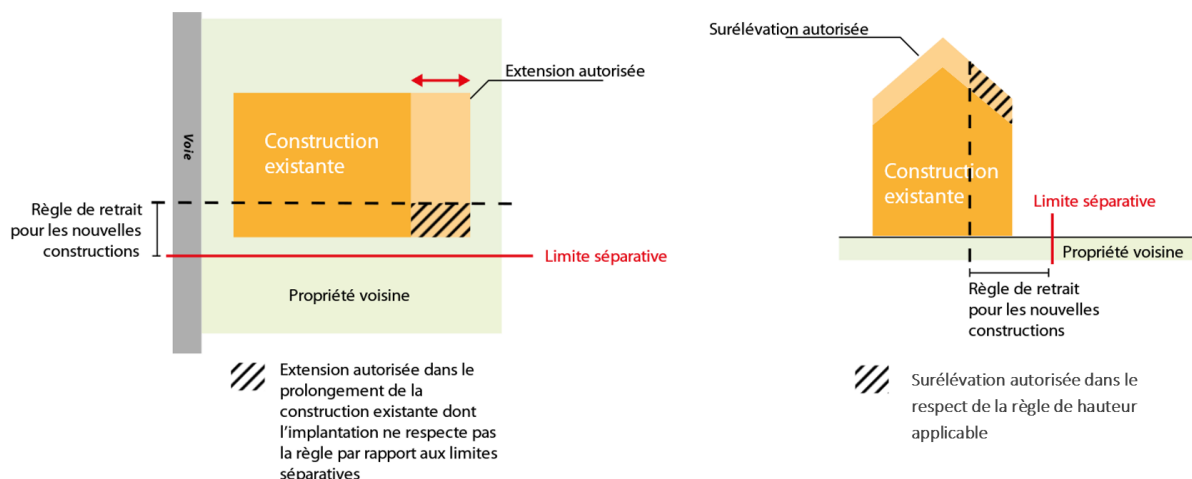 Voie
Extension autorisée
Construction
existante
Règle de retrait
pour les nouvelles
constructions
Limite séparative
Propriété voisine
Extension autorisée dans le
prolongement de la
construction existante dont
l'implantation ne respecte pas
la règle par rapport aux limites
séparatives
Surélévation autorisée
Construction
existante
Limite séparative
Propriété voisine
Règle de retrait
pour les nouvelles
constructions
Surélévation autorisée dans le
respect de la règle de hauteur
applicable